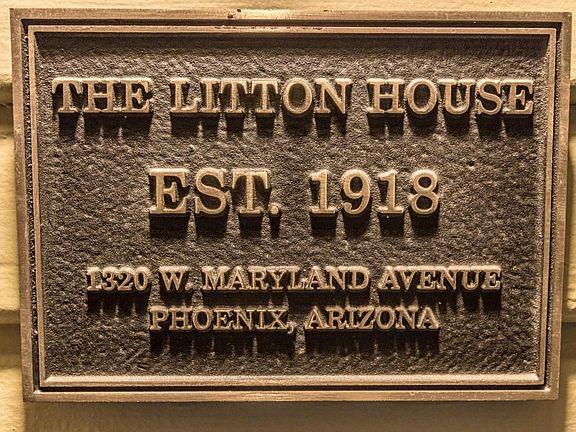 THE LITTON HOUSE
EST. 1918
1320 W. MARYLAND AVENUE
PHOENIX, ARIZONA